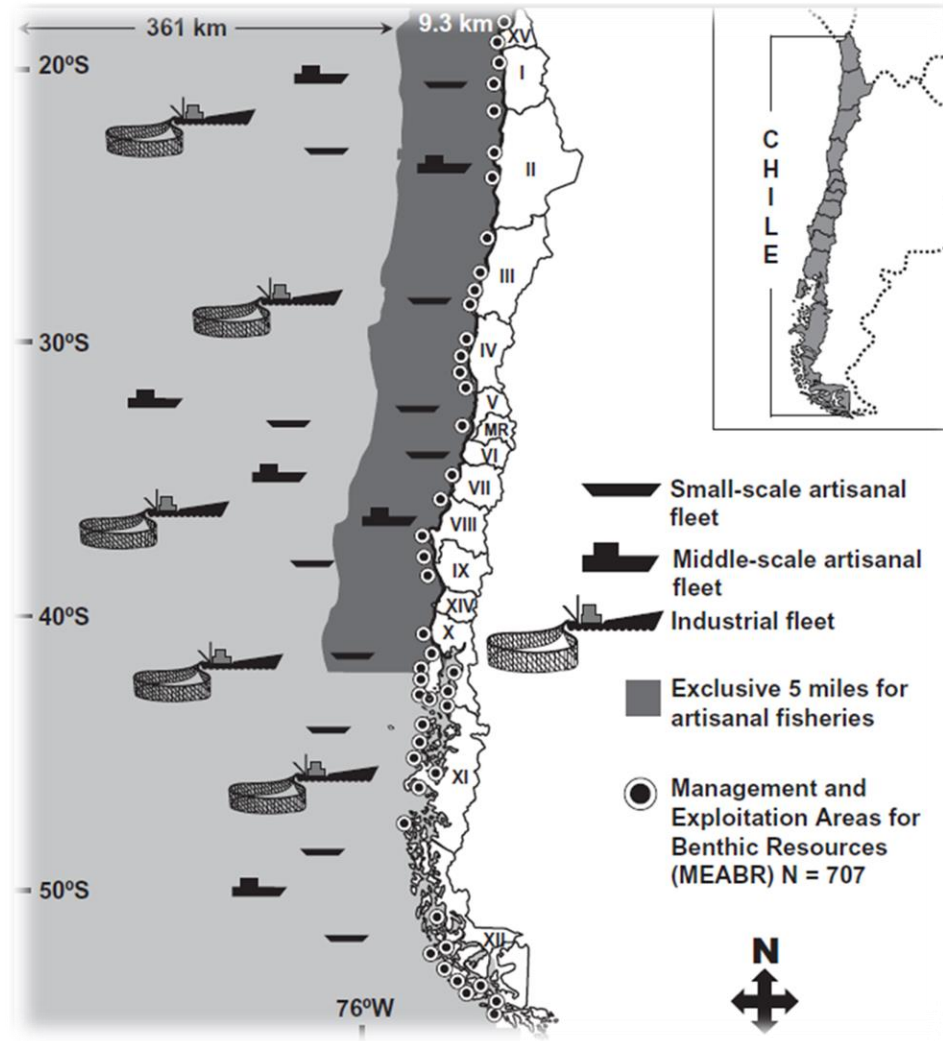 361 km
9.3 km
20ºS
30ºS
40ºS
50ºS
76ºW
XV
I
II
III
IV
V
MR
VI
VII
VIII
IX
XIV
X
XI
XII
C
H
I
L
E
Small-scale artisanal
fleet
Middle-scale artisanal
fleet
Industrial fleet
Exclusive 5 miles for
artisanal fisheries
Management and
Exploitation Areas for
Benthic Resources
(MEABR) N = 707
N